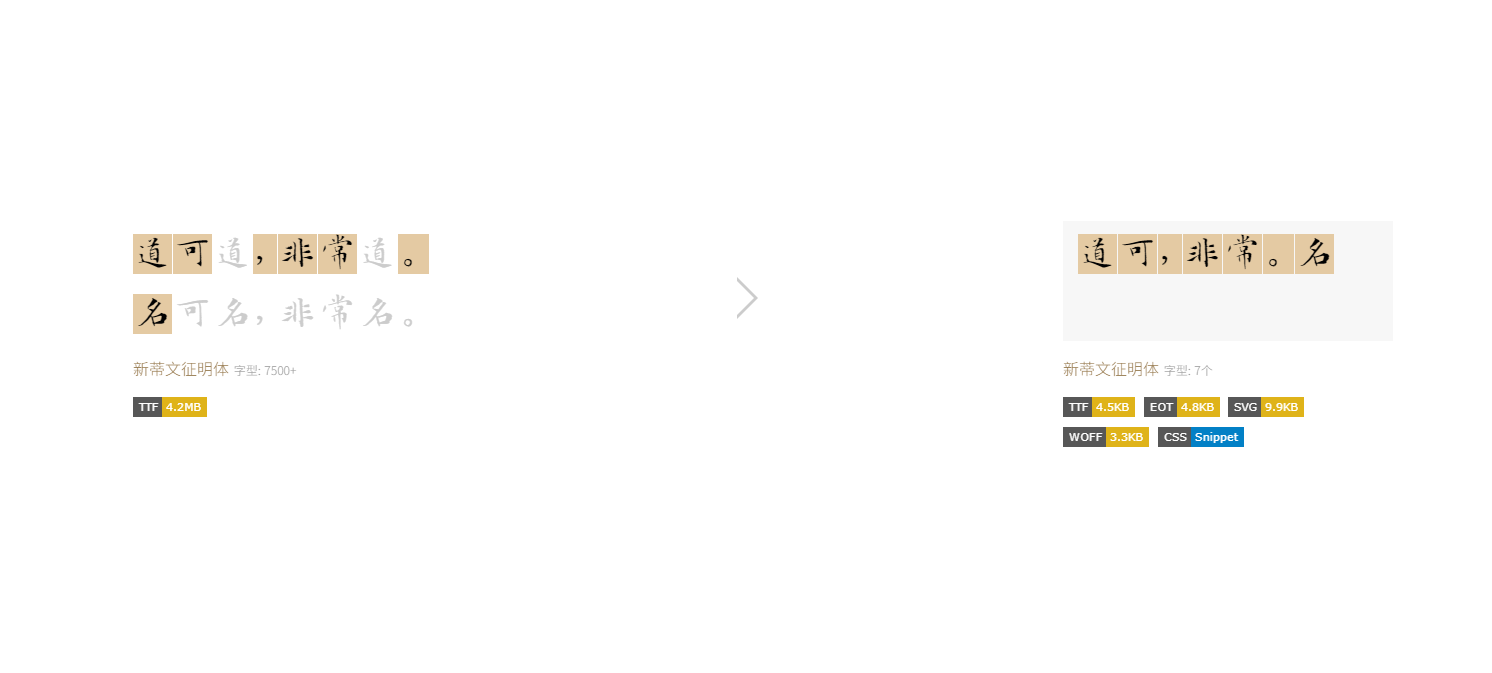 道可道，非常道。
名可名，非常名。
新蒂文征明体 字型: 7500+
TTF 4.2MB
道可，非常。名
新蒂文征明体 字型: 7个
TTF 4.5KB EOT 4.8KB SVG 9.9KB
WOFF 3.3KB CSS Snippet